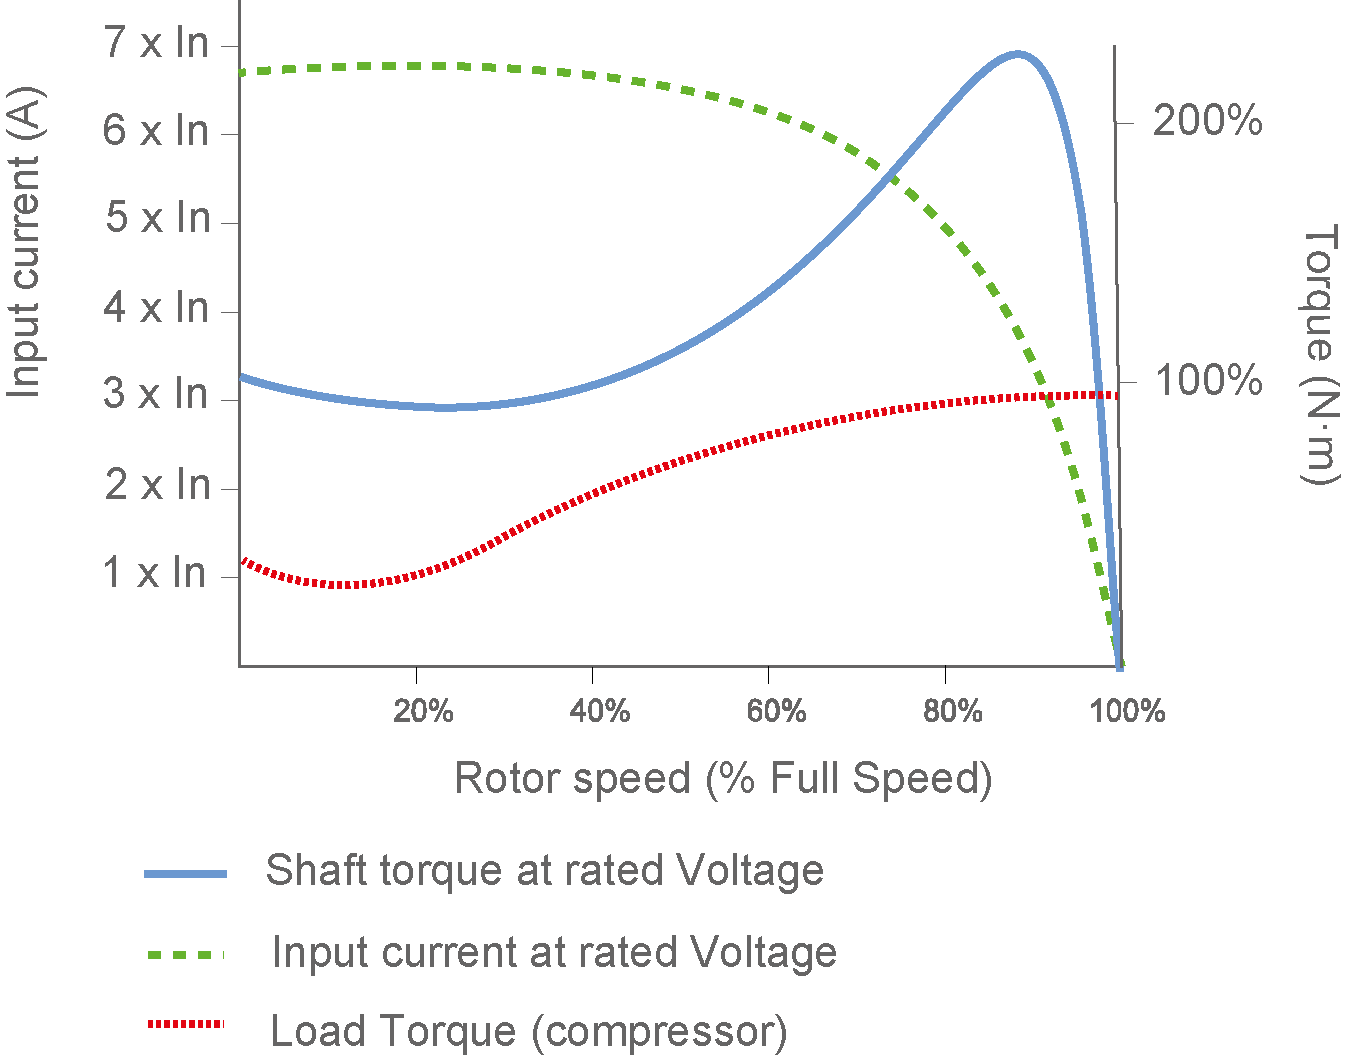 Input current (A)
7 x In
6 x In
5 x In
4 x In
3 x In
2 x In
1 x In
200%
100%
Torque (N·m)
20%
40%
60%
80%
100%
Rotor speed (% Full Speed)
Shaft torque at rated Voltage
Input current at rated Voltage
Load Torque (compressor)